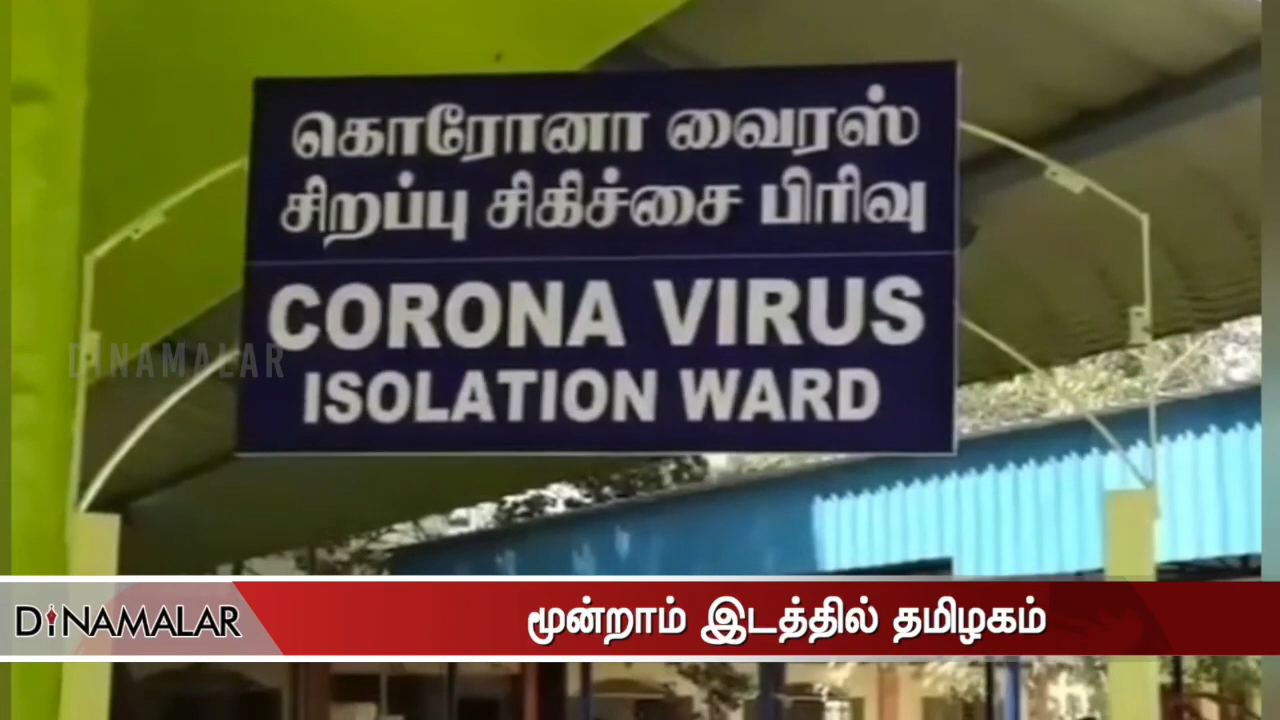 கொரோனா வைரஸ்
சிறப்பு சிகிச்சை பிரிவு
CORONA VIRUS
ISOLATION WARD
DINAMALAR
DINAMALAR
மூன்றாம் இடத்தில் தமிழகம்